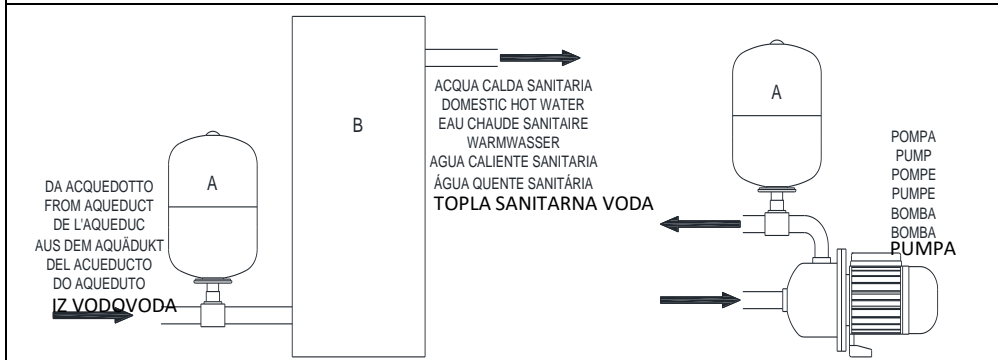 DA ACQUEDOTTO
FROM AQUEDUCT
DE L'AQUEDUC
AUS DEM AQUÄDUKT
DEL ACUEDUCTO
DO AQUEDUTO
IZ VODOVODA
A
B
ACQUA CALDA SANITARIA
DOMESTIC HOT WATER
EAU CHAUDE SANITAIRE
WARMWASSER
AGUA CALIENTE SANITARIA
ÁGUA QUENTE SANITÁRIA
TOPLA SANITARNA VODA
A
POMPA
PUMP
POMPE
PUMPE
BOMBA
BOMBA
PUMPA